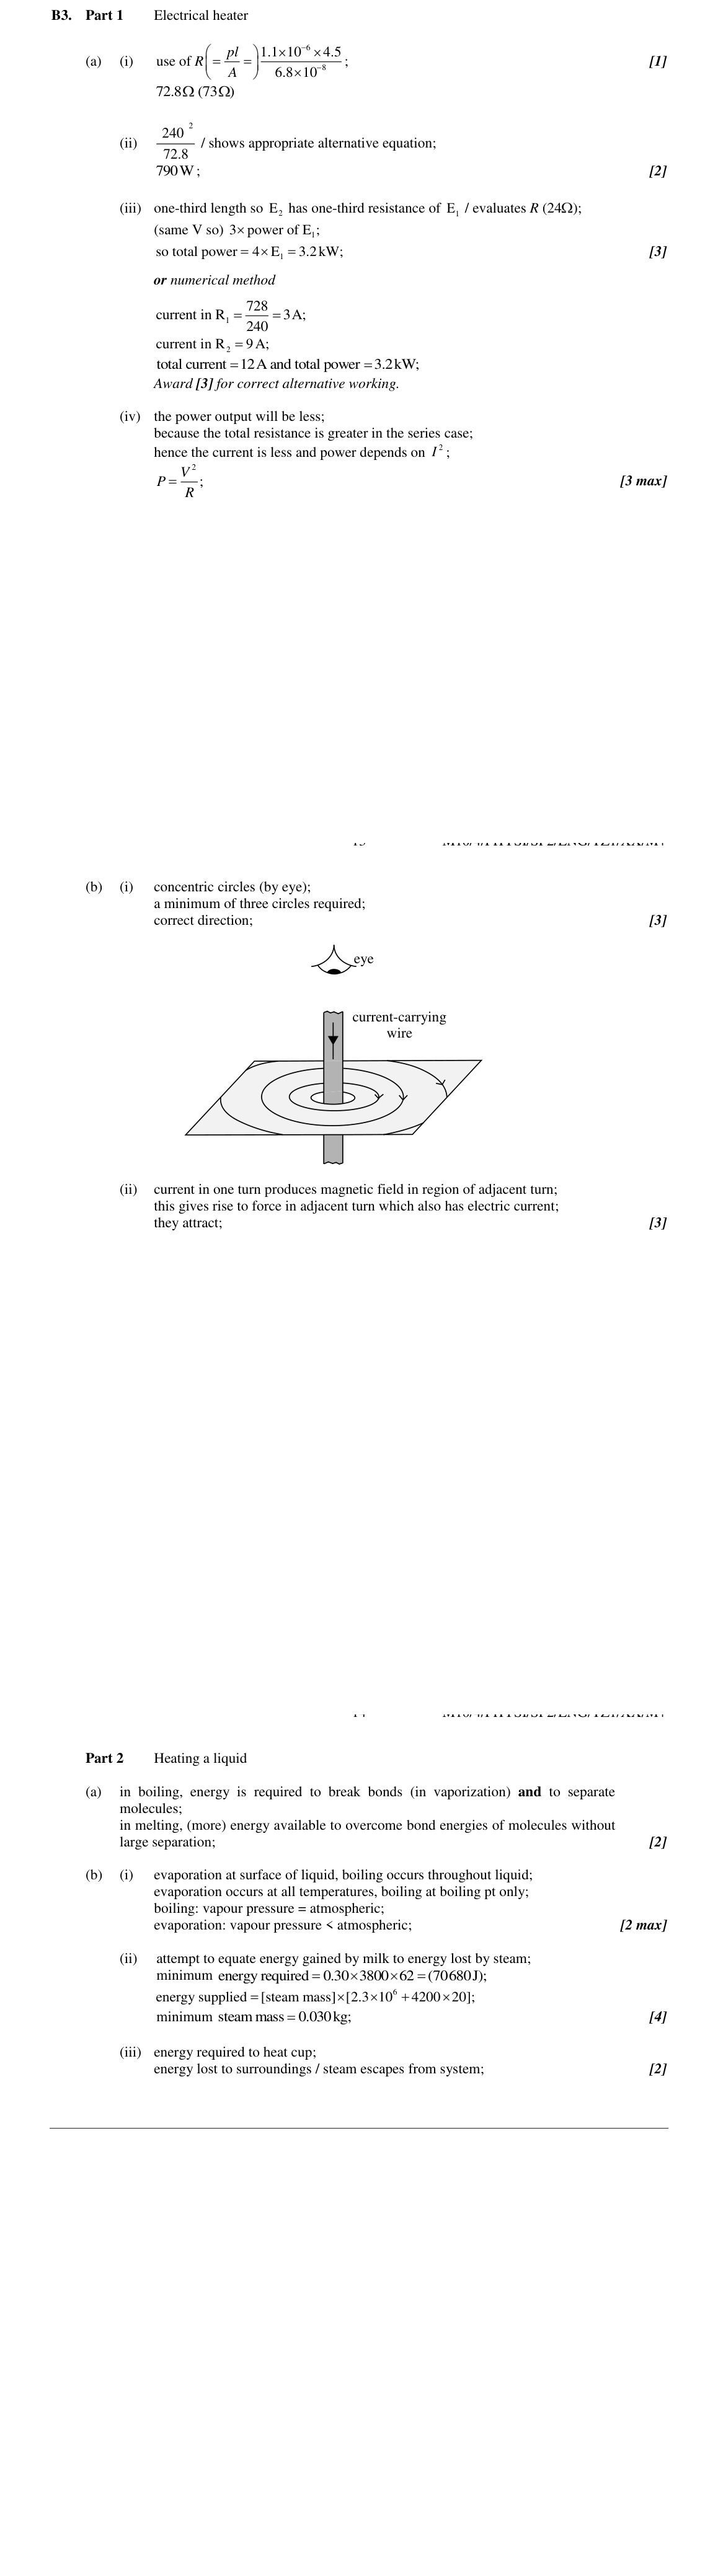 B3. Part 1 Electrical heater
(a) (i) use of R(= pl/A =) 1.1×10⁻⁶×4.5/6.8×10⁻⁸; [1]
72.8Ω (73Ω)
(ii) 240²/72.8 / shows appropriate alternative equation;
790 W; [2]
(iii) one-third length so E₂ has one-third resistance of E₁ / evaluates R (24Ω);
(same V so) 3× power of E₁;
so total power = 4×E₁ = 3.2kW; [3]
or numerical method
current in R₁ = 728/240 = 3A;
current in R₂ = 9A;
total current = 12A and total power = 3.2kW;
Award [3] for correct alternative working.
(iv) the power output will be less;
because the total resistance is greater in the series case;
hence the current is less and power depends on I²;
P = V²/R; [3 max]
(b) (i) concentric circles (by eye);
a minimum of three circles required;
correct direction; [3]
eye
current-carrying
wire
(ii) current in one turn produces magnetic field in region of adjacent turn;
this gives rise to force in adjacent turn which also has electric current;
they attract; [3]
Part 2 Heating a liquid
(a) in boiling, energy is required to break bonds (in vaporization) and to separate
molecules;
in melting, (more) energy available to overcome bond energies of molecules without
large separation; [2]
(b) (i) evaporation at surface of liquid, boiling occurs throughout liquid;
evaporation occurs at all temperatures, boiling at boiling pt only;
boiling: vapour pressure = atmospheric;
evaporation: vapour pressure < atmospheric; [2 max]
(ii) attempt to equate energy gained by milk to energy lost by steam;
minimum energy required = 0.30×3800×62 = (70680J);
energy supplied = [steam mass]×[2.3×10⁶ + 4200×20];
minimum steam mass = 0.030kg; [4]
(iii) energy required to heat cup;
energy lost to surroundings / steam escapes from system; [2]